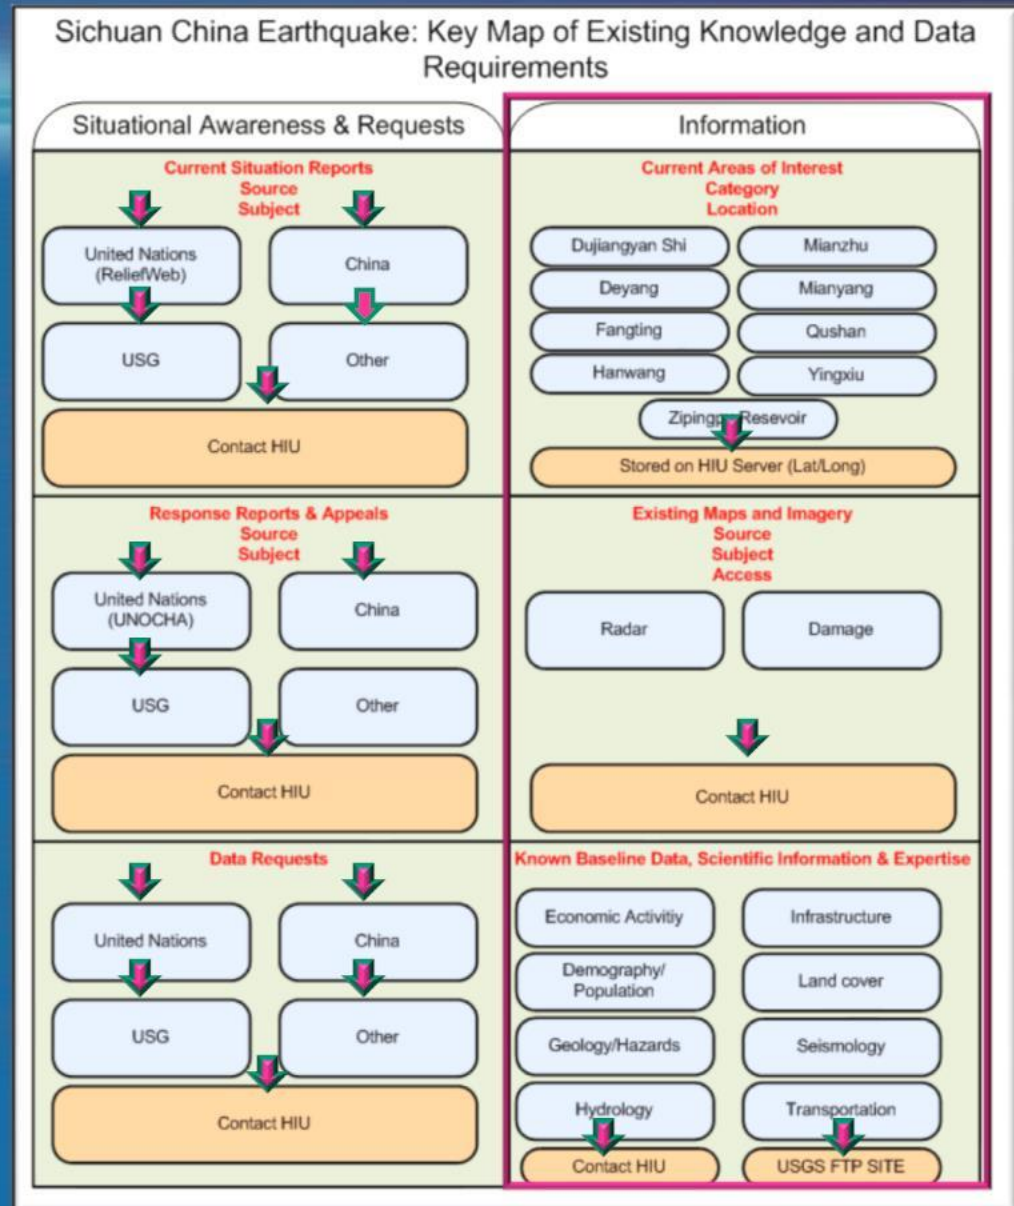 Sichuan China Earthquake: Key Map of Existing Knowledge and Data
Requirements
Situational Awareness & Requests
Current Situation Reports
Source
Subject
United Nations
(ReliefWeb)
China
USG
Other
Contact HIU
Response Reports & Appeals
Source
Subject
United Nations
(UNOCHA)
China
USG
Other
Contact HIU
Data Requests
United Nations
China
USG
Other
Contact HIU
Information
Current Areas of Interest
Category
Location
Dujiangyan Shi
Mianzhu
Deyang
Mianyang
Fangting
Qushan
Hanwang
Yingxiu
Resevoir
Stored on HIU Server (Lat/Long)
Existing Maps and Imagery
Source
Subject
Access
Radar
Damage
Contact HIU
Known Baseline Data, Scientific Information & Expertise
Economic Activitiy
Infrastructure
Demography/
Population
Land cover
Geology/Hazards
Seismology
Hydrology
Transportation
Contact HIU
USGS FTP SITE